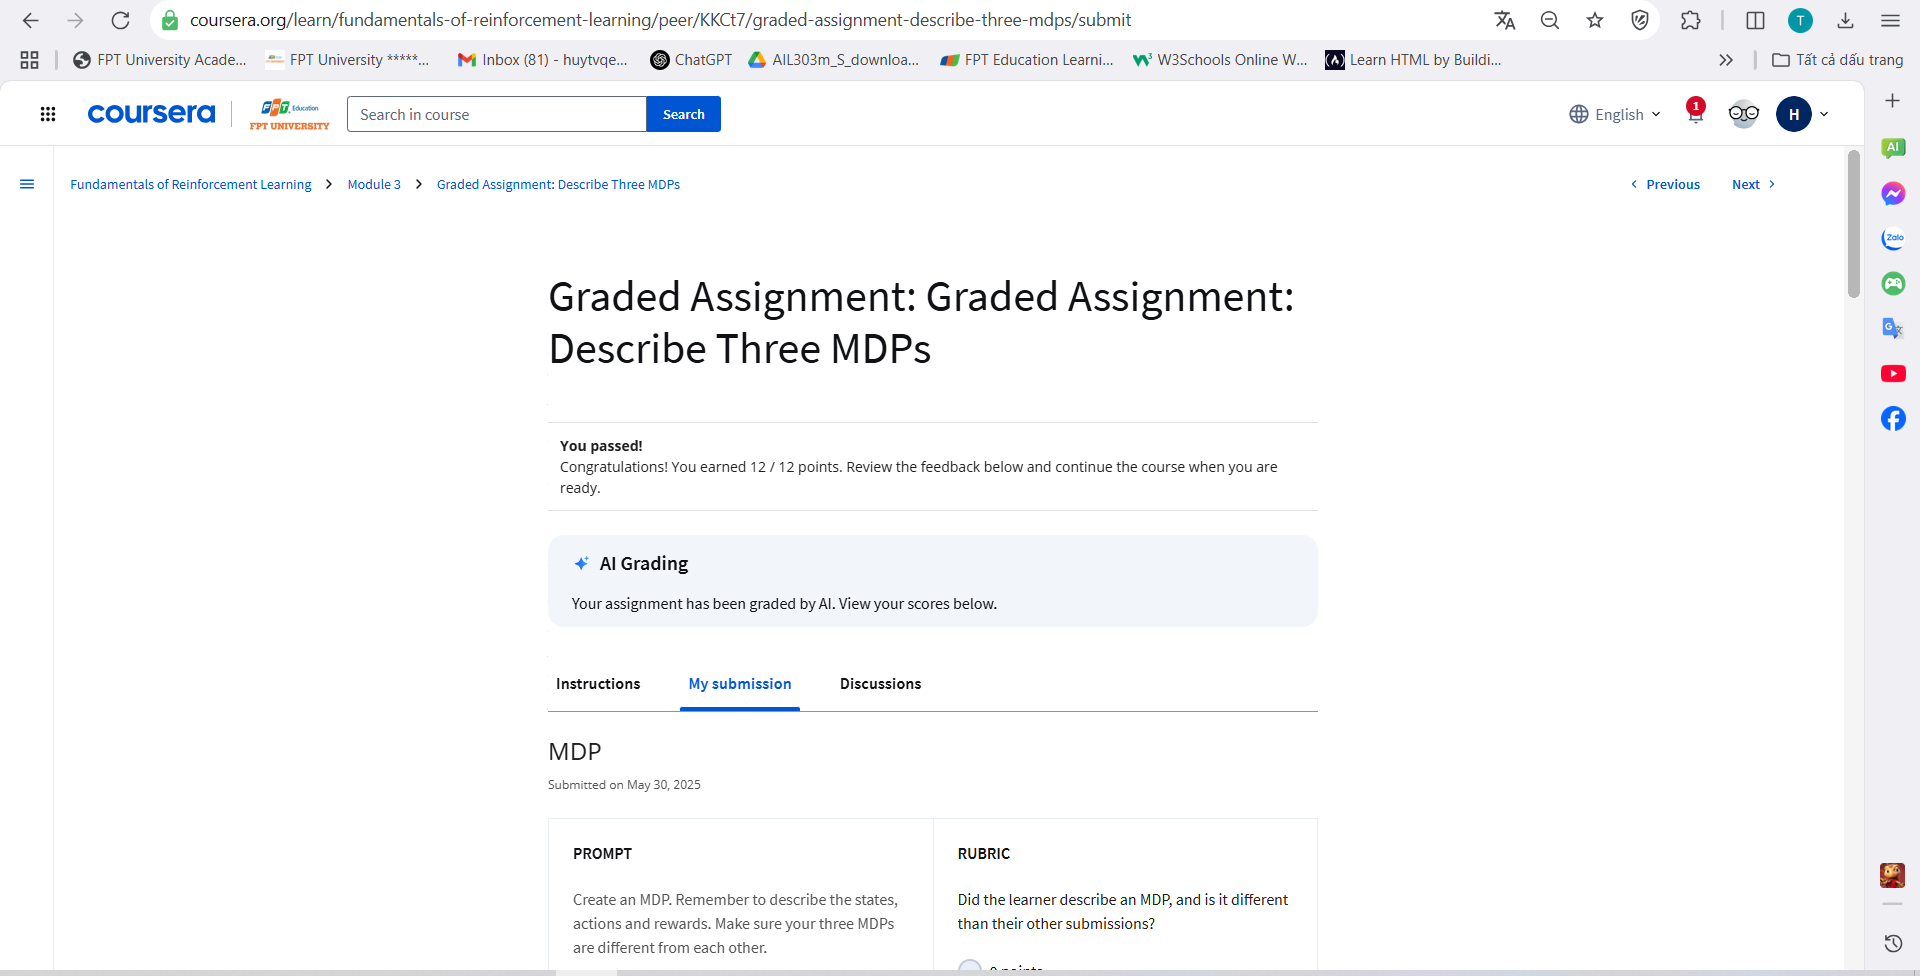 coursera.org/learn/fundamentals-of-reinforcement-learning/peer/KKCt7/graded-assignment-describe-three-mdps/submit
T
FPT University Acade...
FPT University *****...
Inbox (81) - huytvqe...
ChatGPT
AIL303m_S_downloa...
FPT Education Learni...
W3Schools Online W...
Learn HTML by Buildi...
Tất cả dấu trang
coursera
FPT Education
FPT UNIVERSITY
Search in course
Search
English
1
H
AI
Zalo
Fundamentals of Reinforcement Learning
Module 3
Graded Assignment: Describe Three MDPs
Previous
Next
Graded Assignment: Graded Assignment:
Describe Three MDPs
You passed!
Congratulations! You earned 12 / 12 points. Review the feedback below and continue the course when you are
ready.
AI Grading
Your assignment has been graded by AI. View your scores below.
Instructions
My submission
Discussions
MDP
Submitted on May 30, 2025
PROMPT
Create an MDP. Remember to describe the states,
actions and rewards. Make sure your three MDPs
are different from each other.
RUBRIC
Did the learner describe an MDP, and is it different
than their other submissions?
0 points